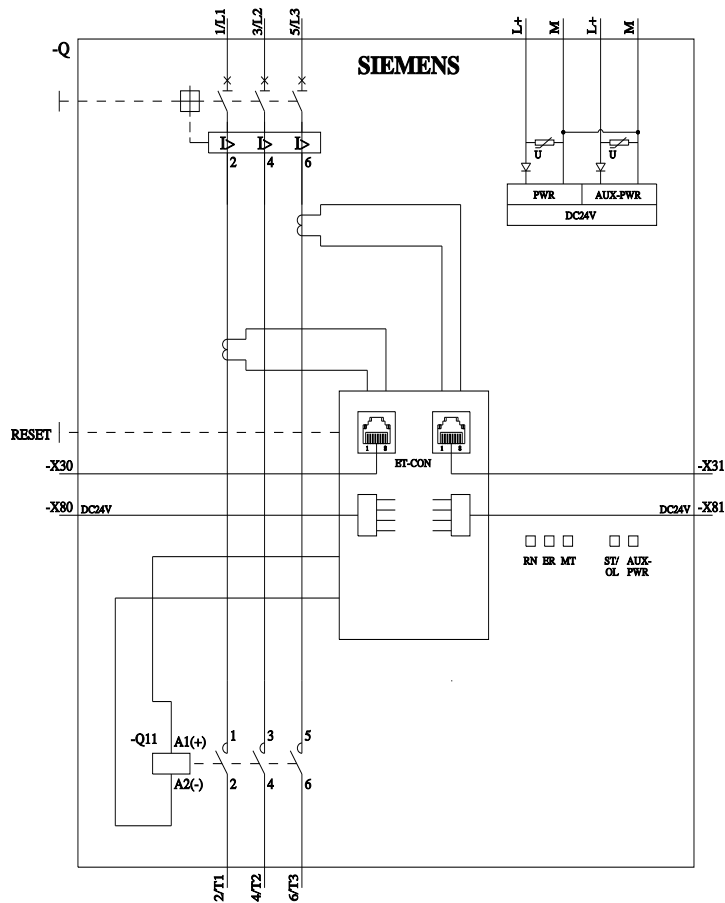 1/L1 3/L2 5/L3 L+ M L+ M
-Q
SIEMENS
I> I> I>
2 4 6
U U
PWR AUX-PWR
DC24V
RESET
1 8 1 8
ET-CON
-X30 -X31
-X80 DC24V DC24V -X81
RN ER MT ST/OL AUX-PWR
-Q11 A1(+) 1 3 5
A2(-) 2 4 6
2/T1 4/T2 6/T3